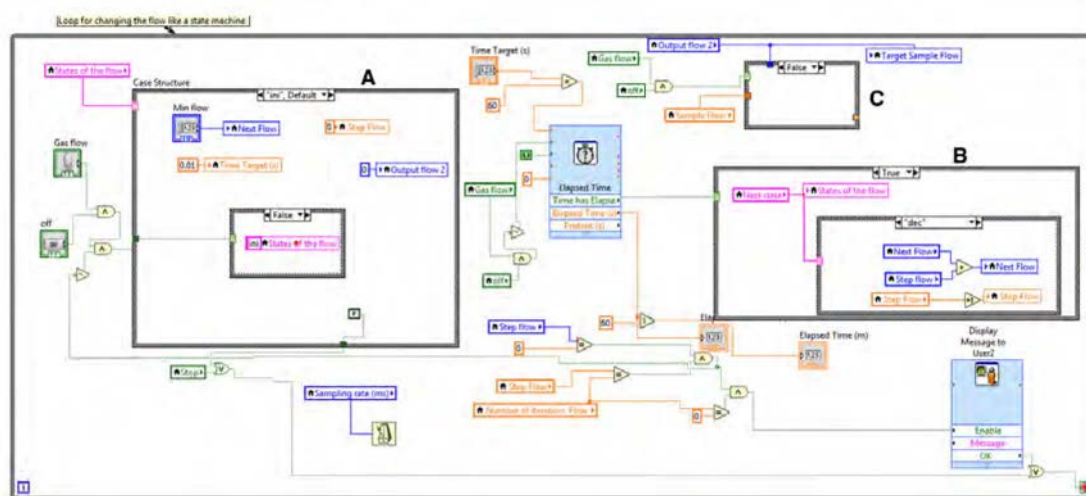 Loop for changing the flow like a state machine
States of the flow
Case Structure
A
"ini", Default
Min flow
Next Flow
0
Step Flow
0.01
Time Target (s)
0
Output flow 2
Gas flow
off
False
ini
States of the flow
F
Stop
Sampling rate (ms)
Time Target (s)
60
Gas flow
off
0
Elapsed Time
Time has Elapse
Elapsed Time (s)
Present (s)
Gas flow
off
Output flow 2
Target Sample Flow
False
Sample Flow
C
B
True
Next case
States of the flow
"dec"
Next Flow
Step flow
Next Flow
Step Flow
Step Flow
Step flow
0
60
Elapsed Time (m)
Step Flow
Number of iteration Flow
0
Display
Message to
User2
Enable
Message
OK
i